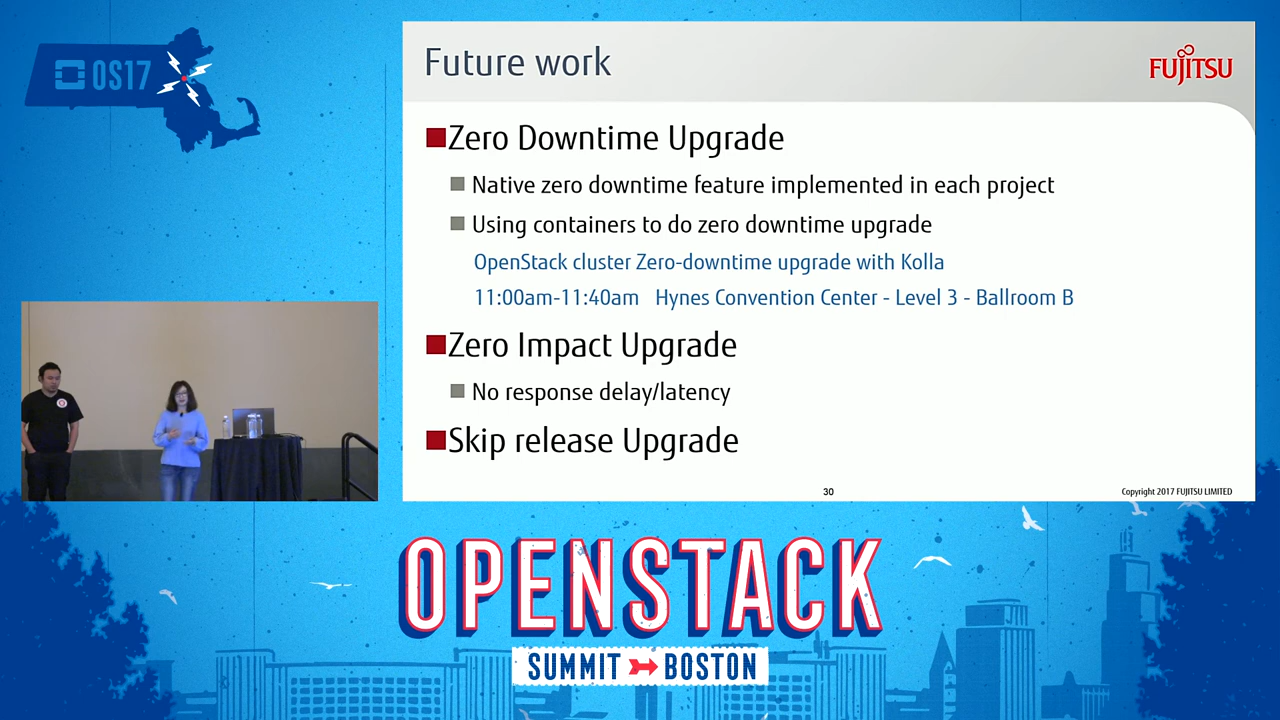 OS17
Future work
FUJITSU
Zero Downtime Upgrade
Native zero downtime feature implemented in each project
Using containers to do zero downtime upgrade
OpenStack cluster Zero-downtime upgrade with Kolla
11:00am-11:40am Hynes Convention Center - Level 3 - Ballroom B
Zero Impact Upgrade
No response delay/latency
Skip release Upgrade
30
Copyright 2017 FUJITSU LIMITED
OPENSTACK
SUMMIT BOSTON